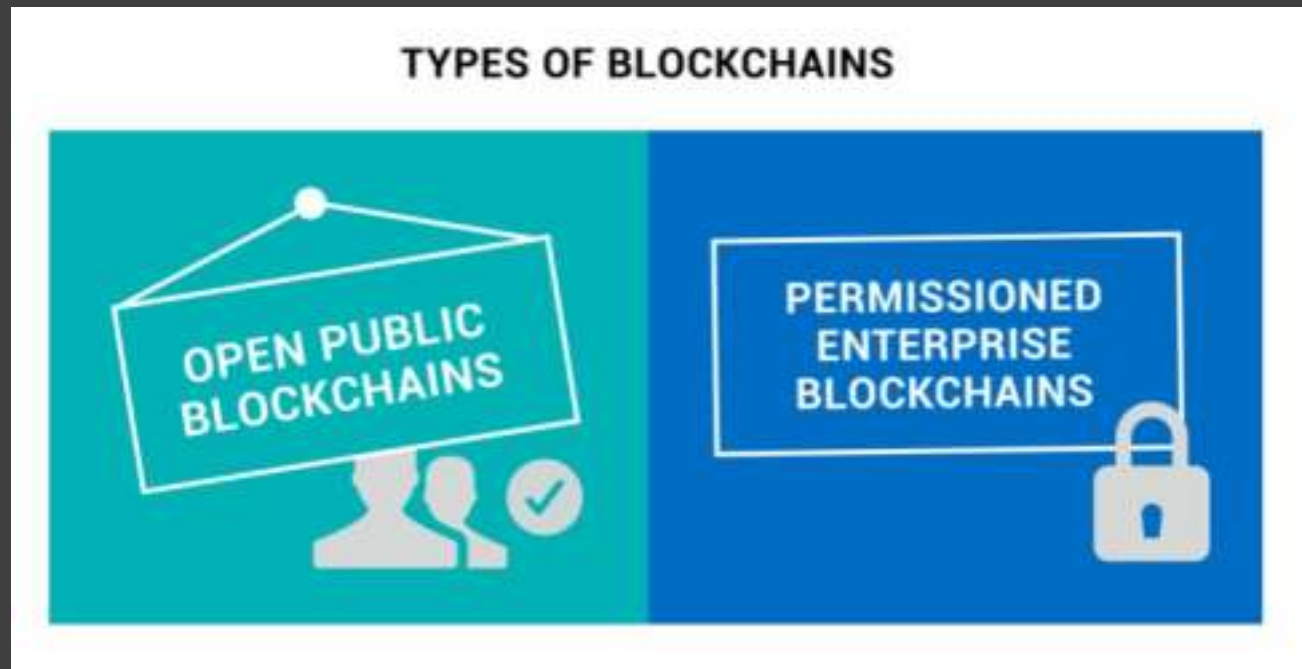 TYPES OF BLOCKCHAINS
OPEN PUBLIC
BLOCKCHAINS
PERMISSIONED
ENTERPRISE
BLOCKCHAINS